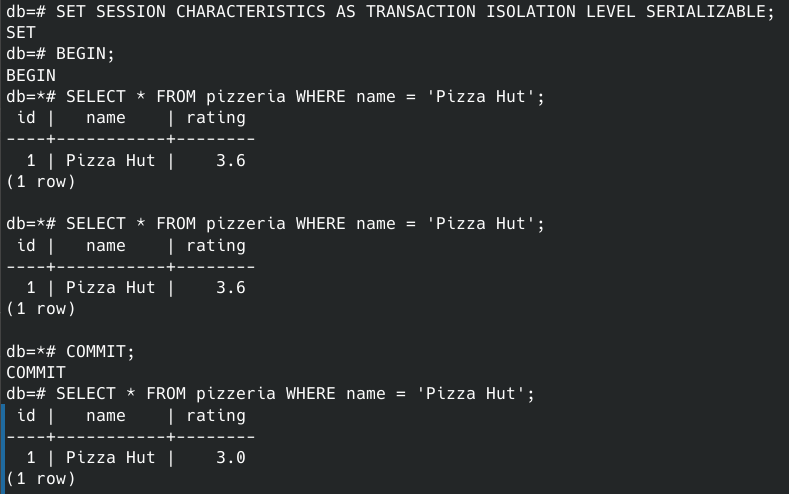 db=# SET SESSION CHARACTERISTICS AS TRANSACTION ISOLATION LEVEL SERIALIZABLE;
SET
db=# BEGIN;
BEGIN
db=*# SELECT * FROM pizzeria WHERE name = 'Pizza Hut';
 id |   name    | rating
----+-----------+--------
  1 | Pizza Hut |    3.6
(1 row)

db=*# SELECT * FROM pizzeria WHERE name = 'Pizza Hut';
 id |   name    | rating
----+-----------+--------
  1 | Pizza Hut |    3.6
(1 row)

db=*# COMMIT;
COMMIT
db=# SELECT * FROM pizzeria WHERE name = 'Pizza Hut';
 id |   name    | rating
----+-----------+--------
  1 | Pizza Hut |    3.0
(1 row)